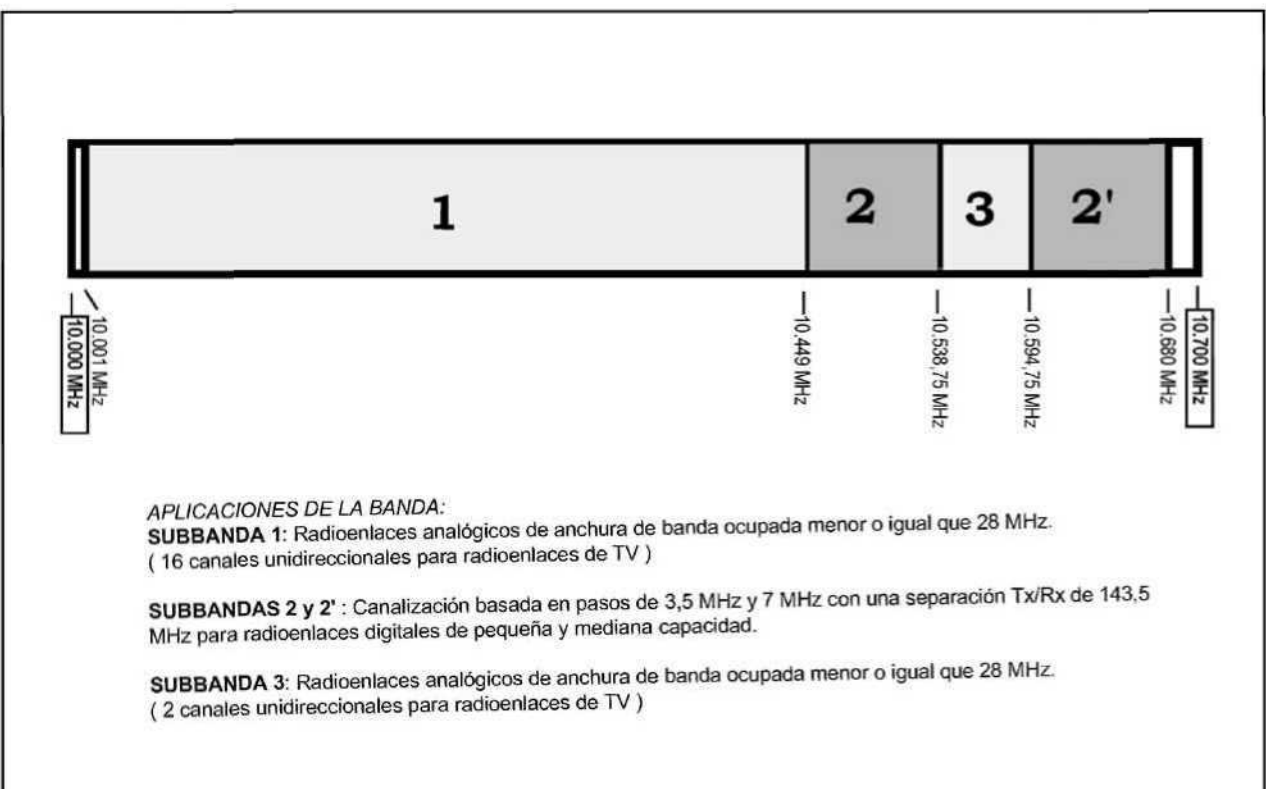 1
2
3
2'
10.000 MHz
10.001 MHz
10.449 MHz
10.538,75 MHz
10.594,75 MHz
10.680 MHz
10.700 MHz
APLICACIONES DE LA BANDA:
SUBBANDA 1: Radioenlaces analógicos de anchura de banda ocupada menor o igual que 28 MHz.
( 16 canales unidireccionales para radioenlaces de TV )
SUBBANDAS 2 y 2' : Canalización basada en pasos de 3,5 MHz y 7 MHz con una separación Tx/Rx de 143,5
MHz para radioenlaces digitales de pequeña y mediana capacidad.
SUBBANDA 3: Radioenlaces analógicos de anchura de banda ocupada menor o igual que 28 MHz.
( 2 canales unidireccionales para radioenlaces de TV )